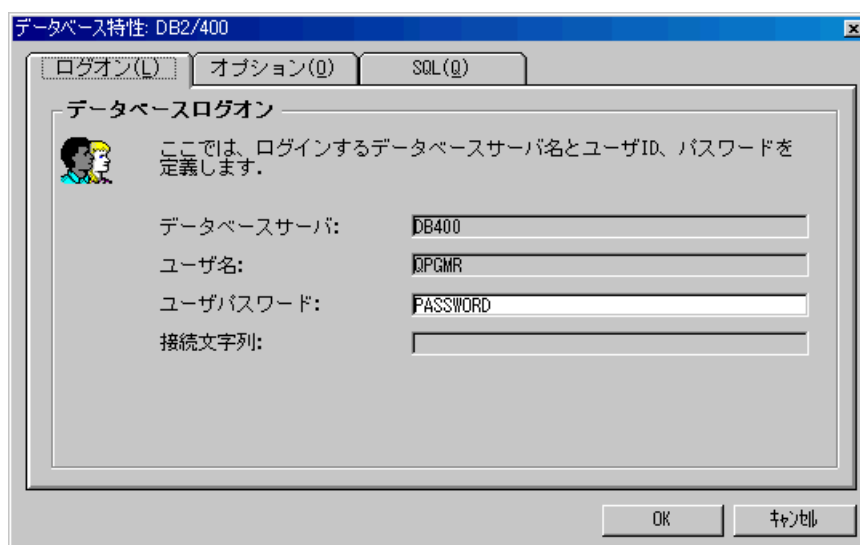 データベース特性: DB2/400
ログオン(L)
オプション(O)
SQL(Q)
データベースログオン
ここでは、ログインするデータベースサーバ名とユーザID、パスワードを
定義します.
データベースサーバ: DB400
ユーザ名: QPGMR
ユーザパスワード: PASSWORD
接続文字列:
OK
ｷｬﾝｾﾙ